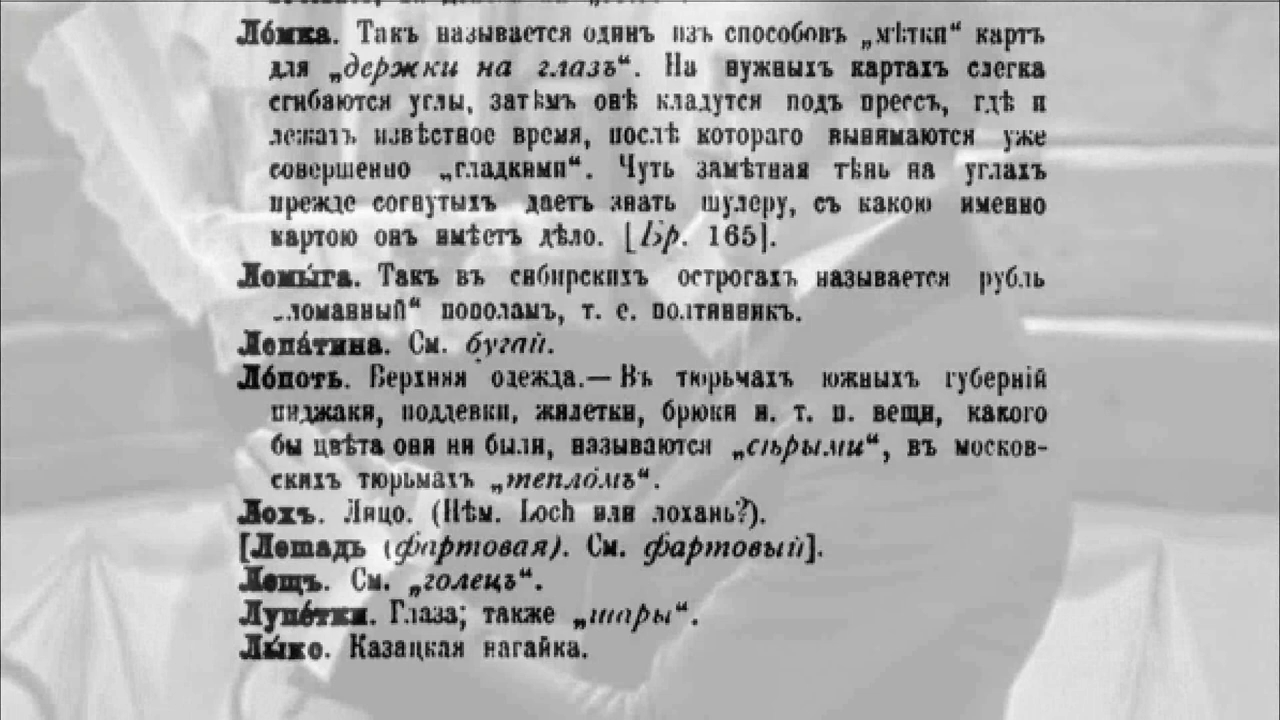 Ло́мка. Такъ называется одинъ изъ способовъ „мѣтки“ картъ
для „держки на глазъ“. На нужныхъ картахъ слегка
сгибаются углы, затѣмъ онѣ кладутся подъ прессъ, гдѣ и
лежатъ извѣстное время, послѣ котораго вынимаются уже
совершенно „гладкими“. Чуть замѣтная тѣнь на углахъ
прежде согнутыхъ даетъ знать шулеру, съ какою именно
картою онъ имѣетъ дѣло. [Бр. 165].
Ломы́га. Такъ въ сибирскихъ острогахъ называется рубль
„ломанный“ пополамъ, т. е. полтинникъ.
Лопа́тина. См. бугай.
Ло́поть. Верхняя одежда.— Въ тюрьмахъ южныхъ губерній
пиджаки, поддевки, жилетки, брюки и. т. п. вещи, какого
бы цвѣта они ни были, называются „сѣрыми“, въ москов-
скихъ тюрьмахъ „тепло́мъ“.
Лохъ. Лицо. (Нѣм. Loch или лохань?).
[Лошадь (фартовая). См. фартовый].
Лещъ. См. „голецъ“.
Лупе́тки. Глаза; также „шары“.
Лы́ко. Казацкая нагайка.